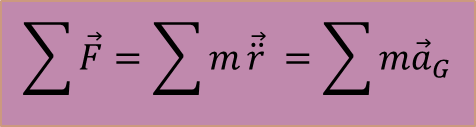 ∑ F⃗ = ∑ m r̈⃗ = ∑ m a⃗_G